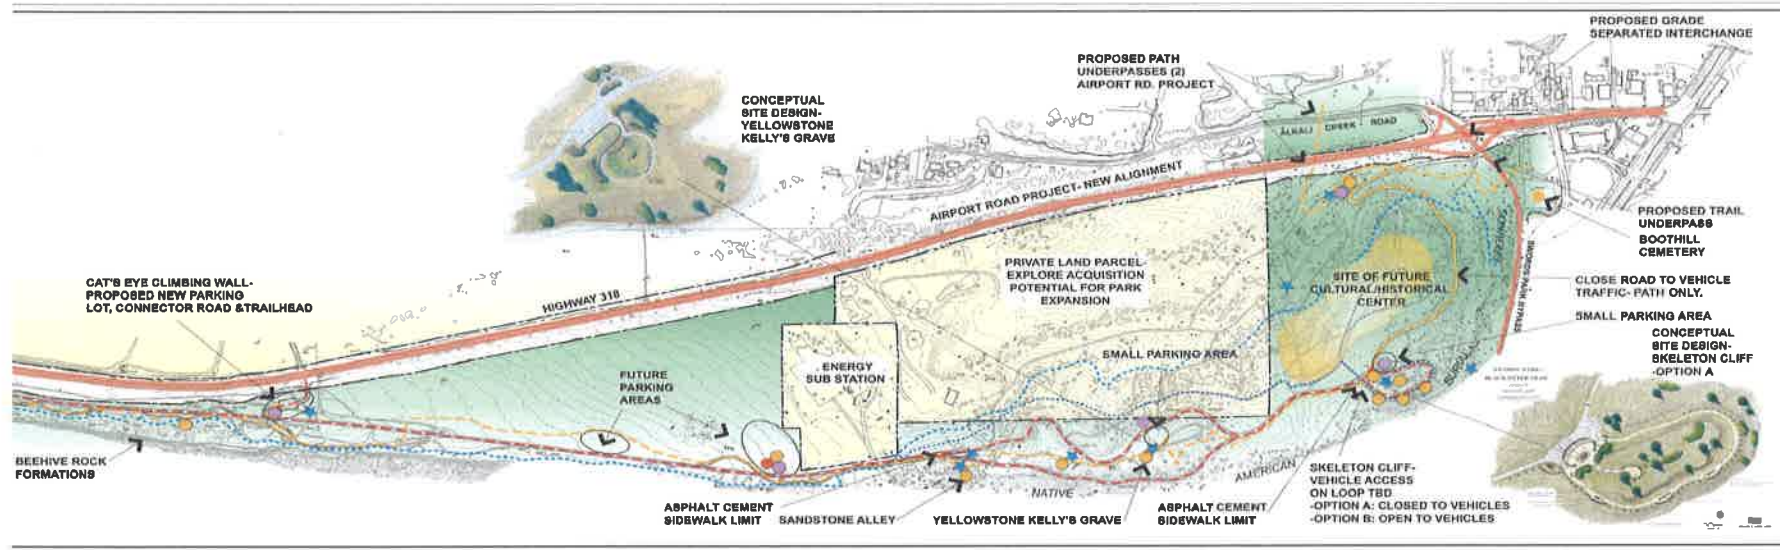 PROPOSED GRADE
SEPARATED INTERCHANGE
PROPOSED PATH
UNDERPASSES (2)
AIRPORT RD. PROJECT
CONCEPTUAL
SITE DESIGN-
YELLOWSTONE
KELLY'S GRAVE
ALKALI CREEK ROAD
AIRPORT ROAD PROJECT- NEW ALIGNMENT
PROPOSED TRAIL
UNDERPASS
BOOTHILL
CEMETERY
PRIVATE LAND PARCEL-
EXPLORE ACQUISITION
POTENTIAL FOR PARK
EXPANSION
SITE OF FUTURE
CULTURAL/HISTORICAL
CENTER
CAT'S EYE CLIMBING WALL-
PROPOSED NEW PARKING
LOT, CONNECTOR ROAD &TRAILHEAD
HIGHWAY 318
CLOSE ROAD TO VEHICLE
TRAFFIC- PATH ONLY.
SMALL PARKING AREA
CONCEPTUAL
SITE DESIGN-
SKELETON CLIFF
-OPTION A
SMALL PARKING AREA
ENERGY
SUB STATION
FUTURE
PARKING
AREAS
BEEHIVE ROCK
FORMATIONS
AMERICAN
NATIVE
SKELETON CLIFF-
VEHICLE ACCESS
ON LOOP TBD
-OPTION A: CLOSED TO VEHICLES
-OPTION B: OPEN TO VEHICLES
ASPHALT CEMENT
SIDEWALK LIMIT
SANDSTONE ALLEY
YELLOWSTONE KELLY'S GRAVE
ASPHALT CEMENT
SIDEWALK LIMIT